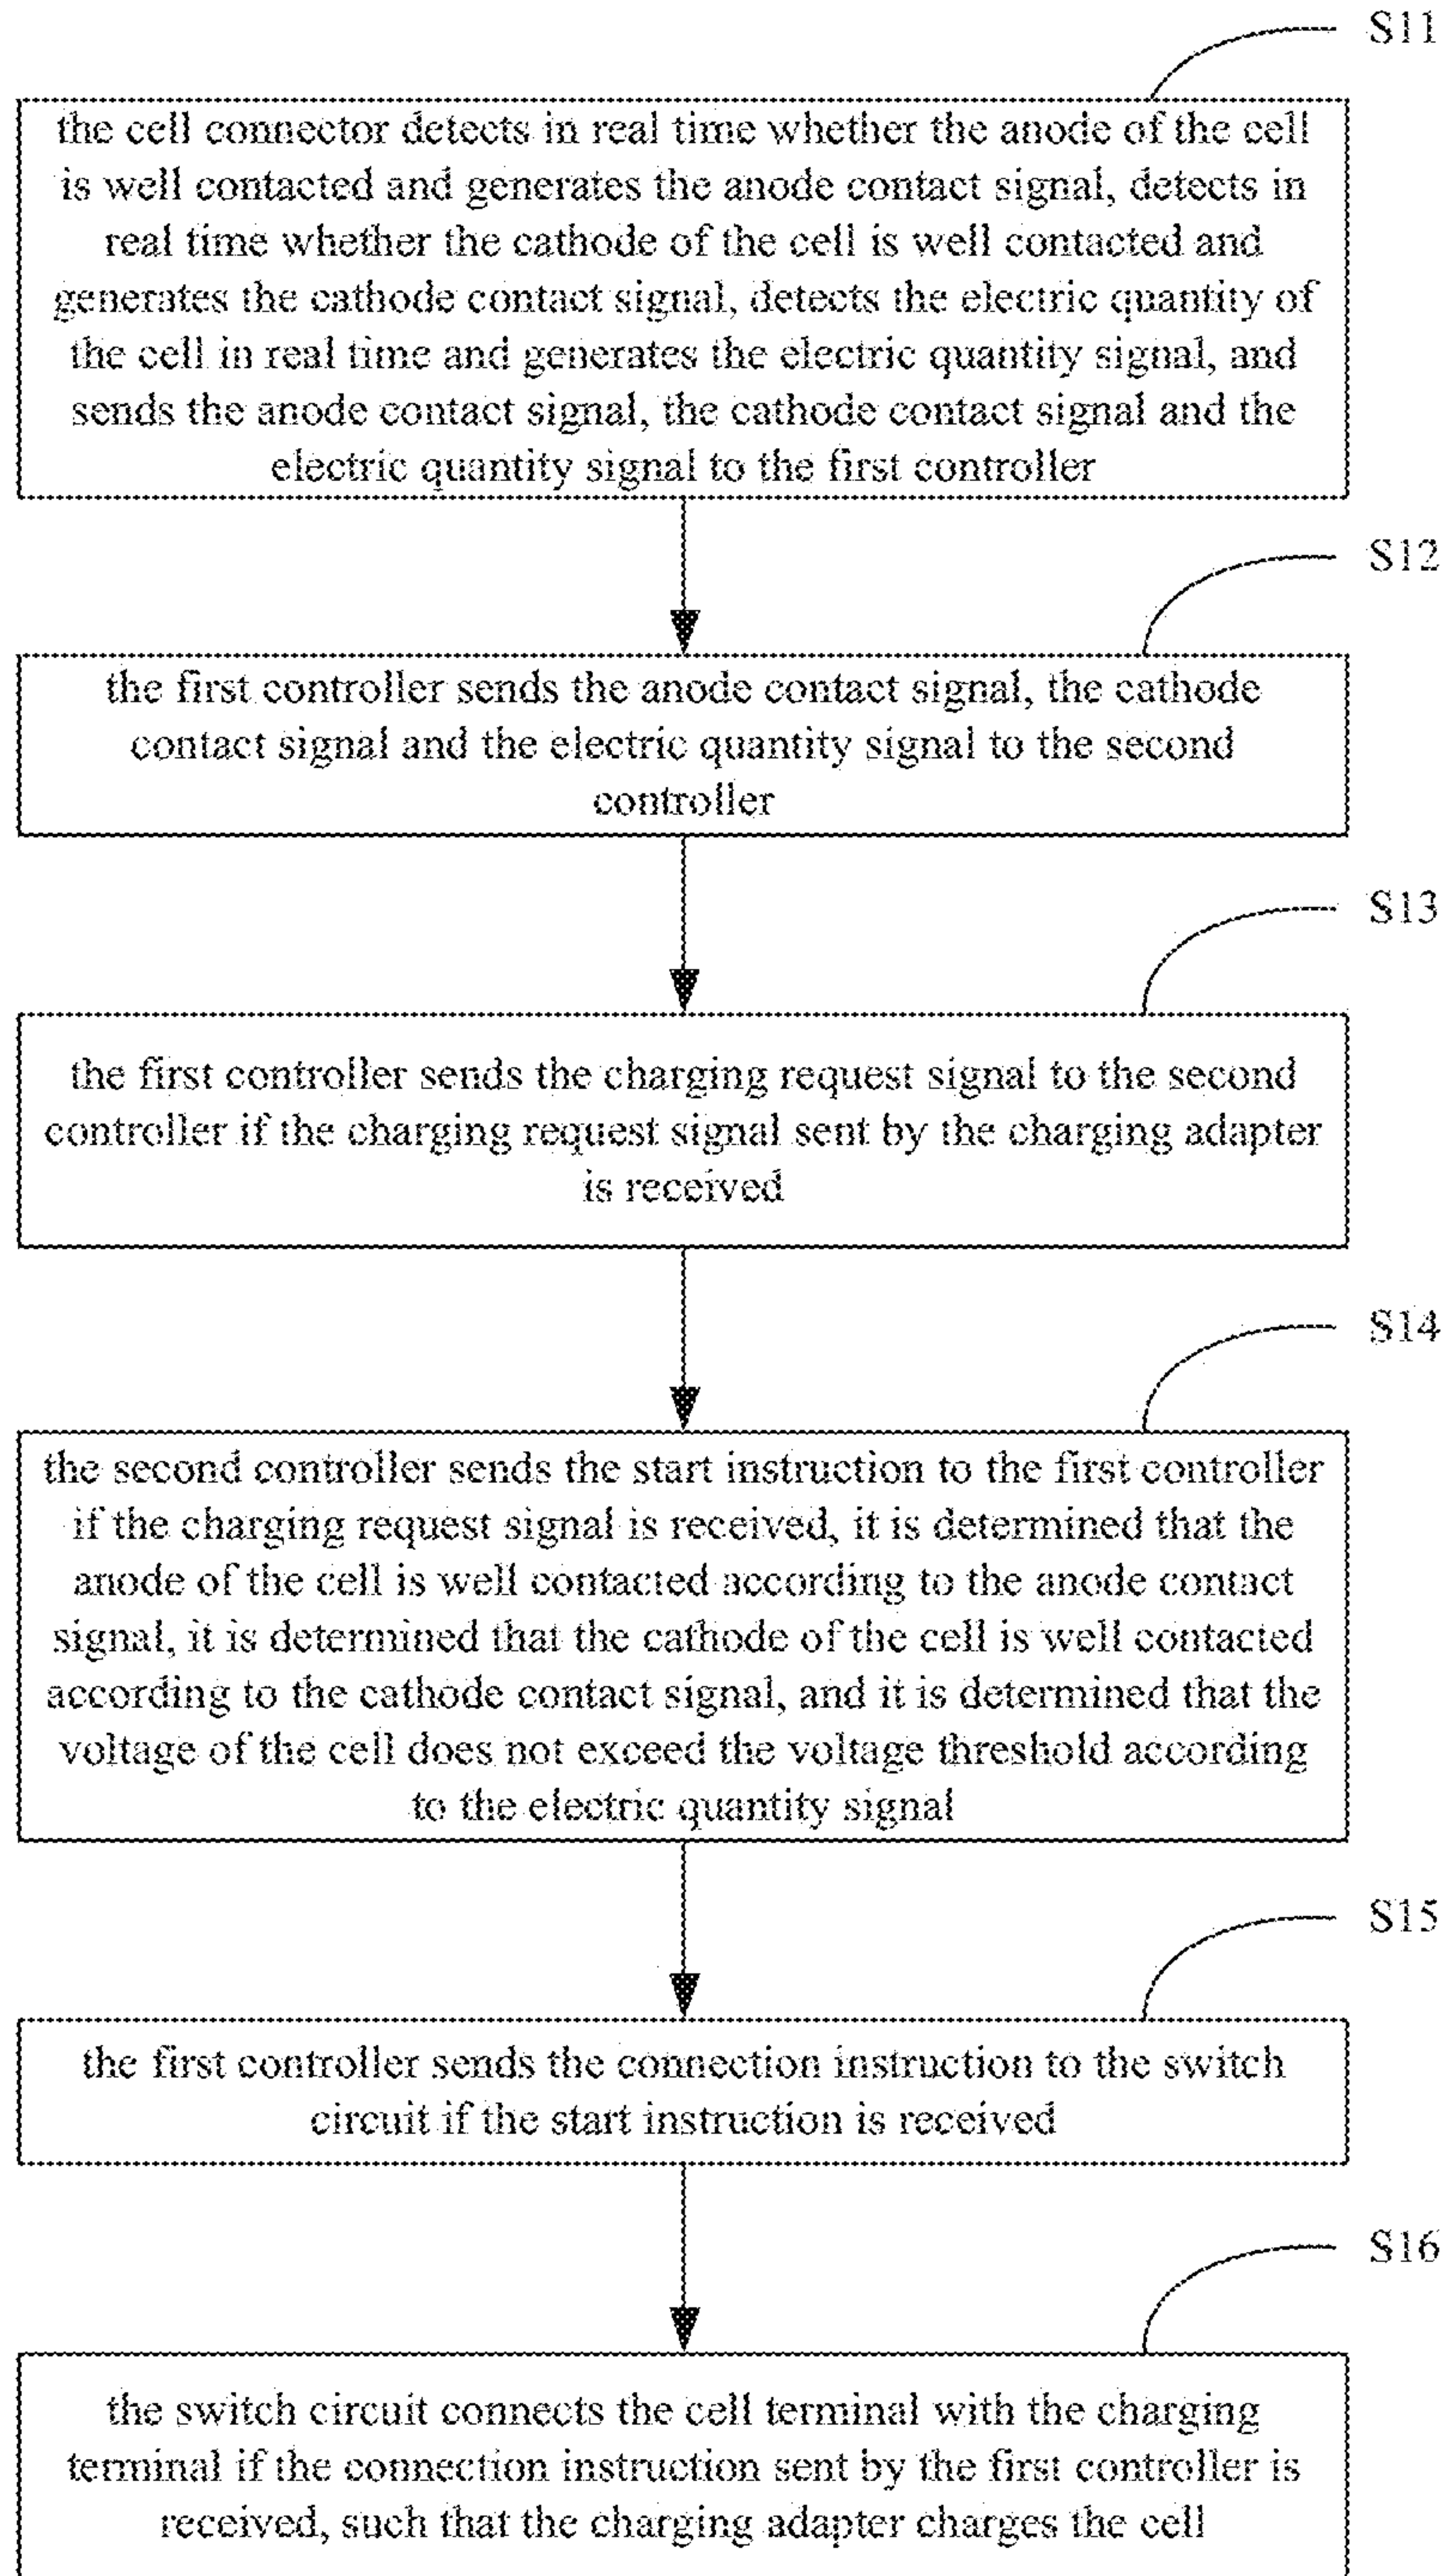 S11
the cell connector detects in real time whether the anode of the cell
is well contacted and generates the anode contact signal, detects in
real time whether the cathode of the cell is well contacted and
generates the cathode contact signal, detects the electric quantity of
the cell in real time and generates the electric quantity signal, and
sends the anode contact signal, the cathode contact signal and the
electric quantity signal to the first controller
S12
the first controller sends the anode contact signal, the cathode
contact signal and the electric quantity signal to the second
controller
S13
the first controller sends the charging request signal to the second
controller if the charging request signal sent by the charging adapter
is received
S14
the second controller sends the start instruction to the first controller
if the charging request signal is received, it is determined that the
anode of the cell is well contacted according to the anode contact
signal, it is determined that the cathode of the cell is well contacted
according to the cathode contact signal, and it is determined that the
voltage of the cell does not exceed the voltage threshold according
to the electric quantity signal
S15
the first controller sends the connection instruction to the switch
circuit if the start instruction is received
S16
the switch circuit connects the cell terminal with the charging
terminal if the connection instruction sent by the first controller is
received, such that the charging adapter charges the cell